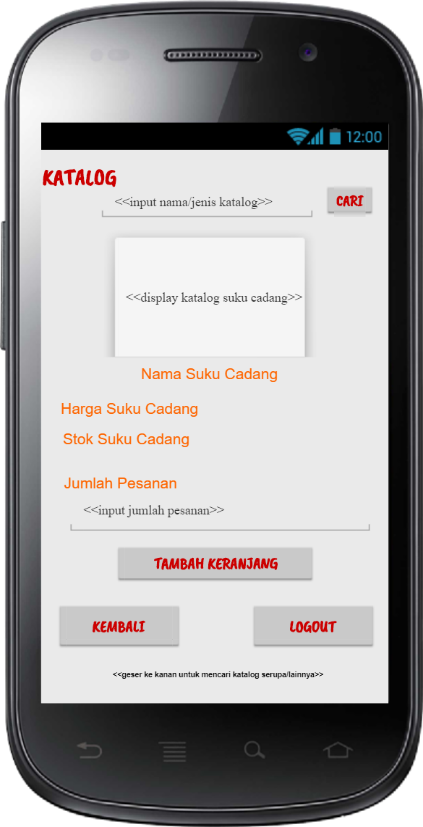 12:00
KATALOG
<<input nama/jenis katalog>>
CARI
<<display katalog suku cadang>>
Nama Suku Cadang
Harga Suku Cadang
Stok Suku Cadang
Jumlah Pesanan
<<input jumlah pesanan>>
TAMBAH KERANJANG
KEMBALI
LOGOUT
<<geser ke kanan untuk mencari katalog serupa/lainnya>>